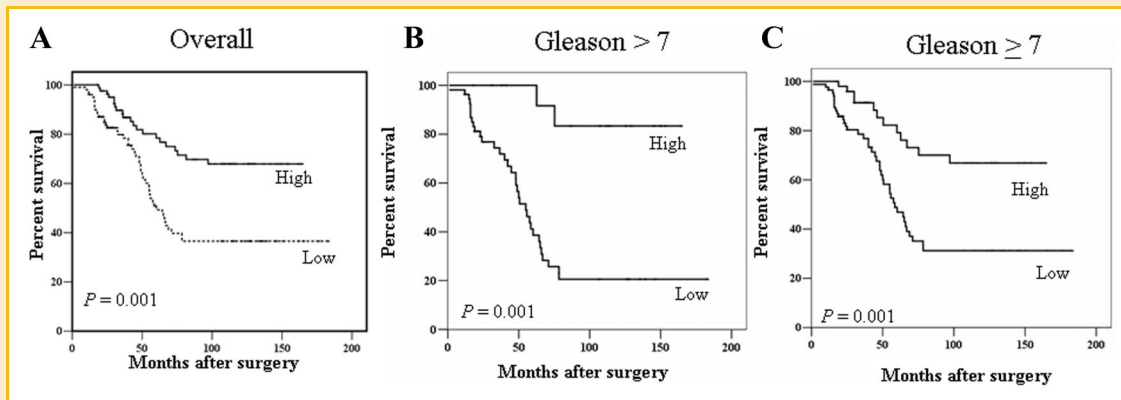 A
Overall
Percent survival
100
80
60
40
20
0
High
Low
P = 0.001
0
50
100
150
200
Months after surgery
B
Gleason > 7
Percent survival
100
80
60
40
20
0
High
Low
P = 0.001
0
50
100
150
200
Months after surgery
C
Gleason ≥ 7
Percent survival
100
80
60
40
20
0
High
Low
P = 0.001
0
50
100
150
200
Months after surgery